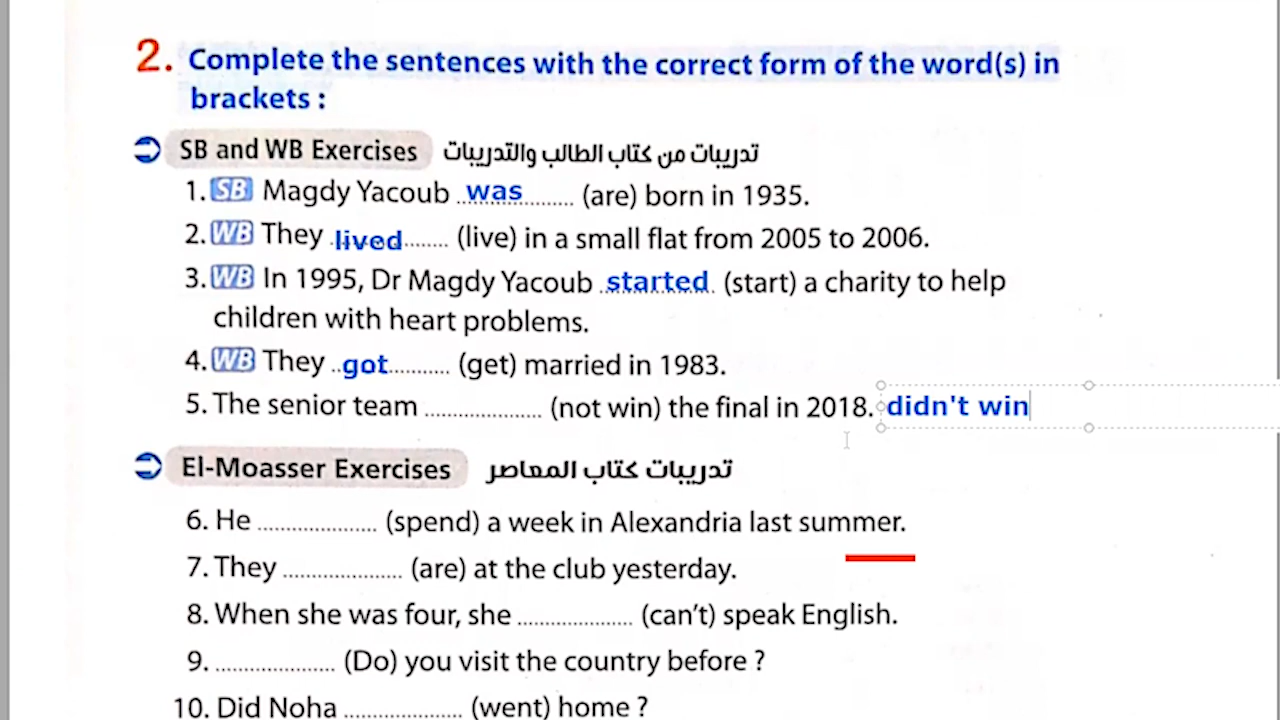 2. Complete the sentences with the correct form of the word(s) in
brackets :
SB and WB Exercises تدريبات من كتاب الطالب والتدريبات
1. SB Magdy Yacoub ..was.......... (are) born in 1935.
2. WB They .lived........ (live) in a small flat from 2005 to 2006.
3. WB In 1995, Dr Magdy Yacoub .started. (start) a charity to help
children with heart problems.
4. WB They ..got........... (get) married in 1983.
5. The senior team ...................... (not win) the final in 2018. didn't win
El-Moasser Exercises تدريبات كتاب المعاصر
6. He ...................... (spend) a week in Alexandria last summer.
7. They ...................... (are) at the club yesterday.
8. When she was four, she ...................... (can't) speak English.
9. ...................... (Do) you visit the country before ?
10. Did Noha ...................... (went) home ?